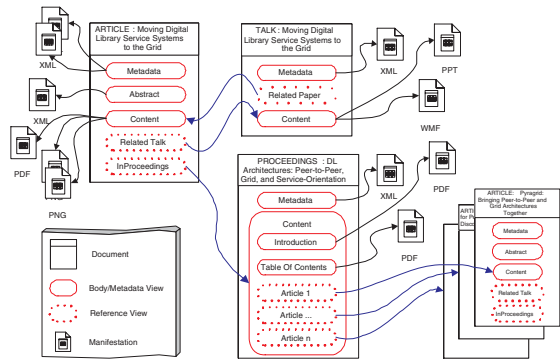 ARTICLE : Moving Digital
Library Service Systems
to the Grid
Metadata
Abstract
Content
Related Talk
InProceedings
XML
XML
PDF
PNG
TALK : Moving Digital
Library Service Systems to
the Grid
Metadata
Related Paper
Content
XML
PPT
WMF
PROCEEDINGS : DL
Architectures: Peer-to-Peer,
Grid, and Service-Orientation
Metadata
Content
Introduction
Table Of Contents
Article 1
Article ...
Article n
XML
PDF
PDF
ARTI
for P
Disco
ARTICLE: Pyragrid:
Bringing Peer-to-Peer and
Grid Architectures
Together
Metadata
Abstract
Content
Related Talk
InProceedings
Document
Body/Metadata View
Reference View
Manifestation